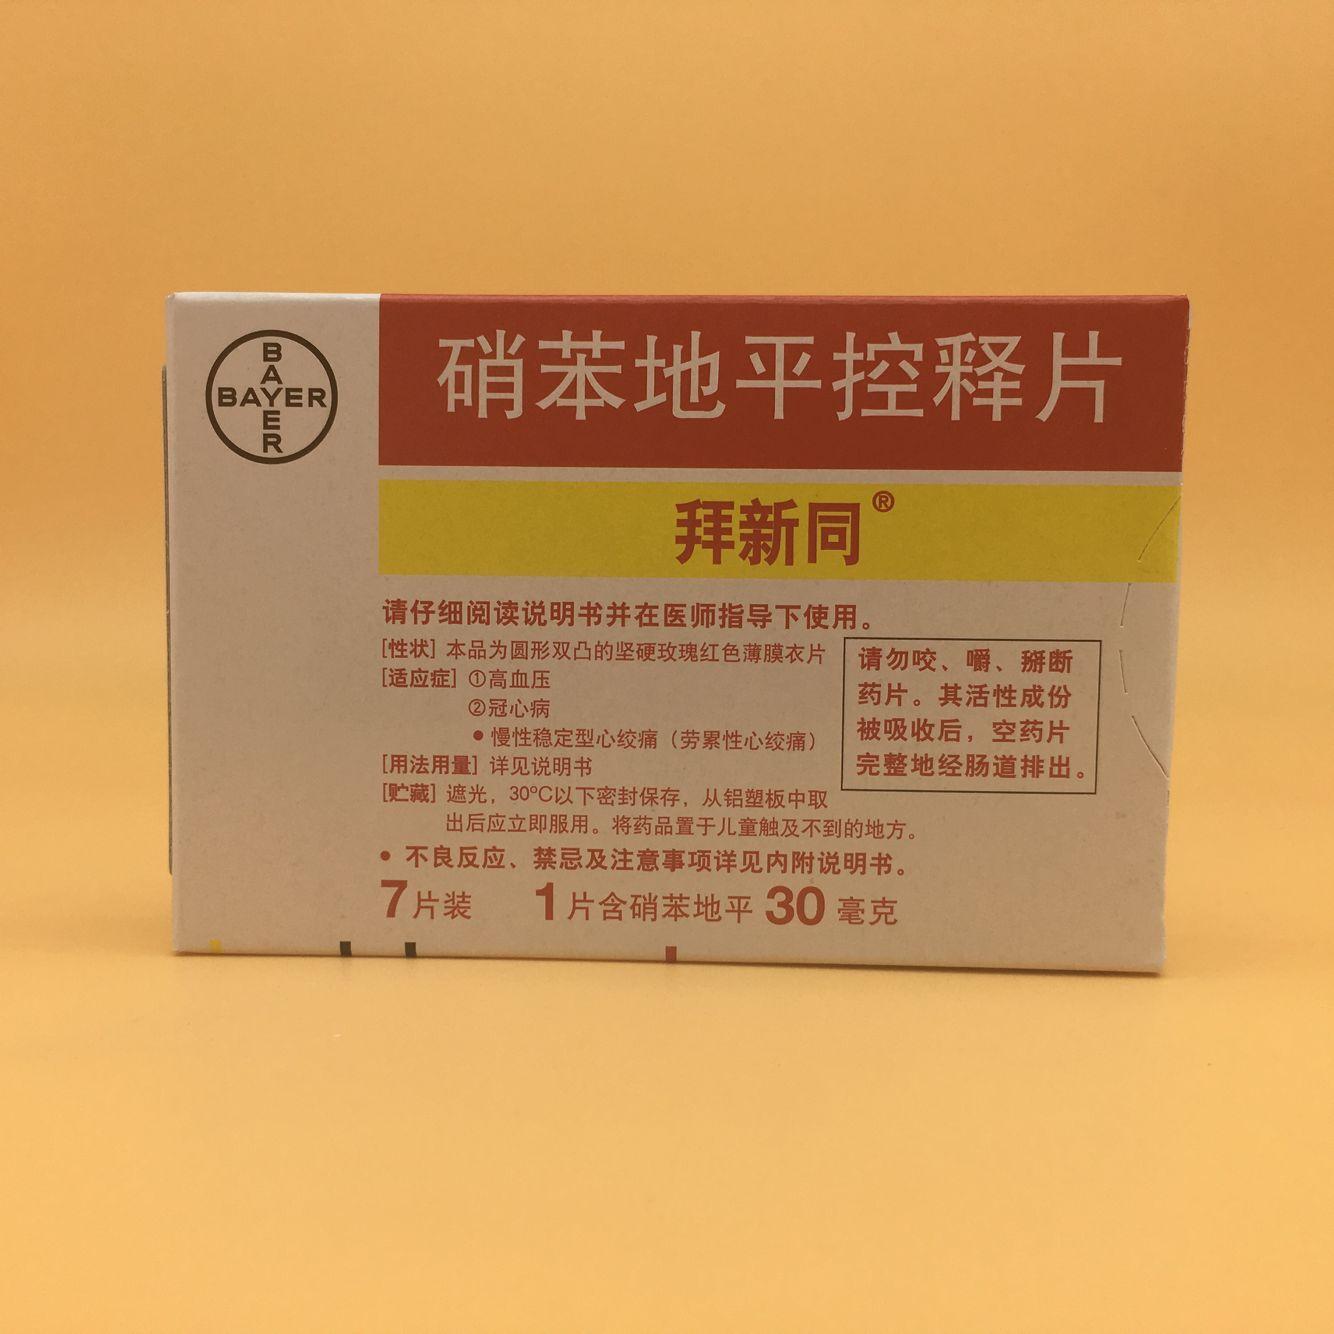 BAYER
BAYER
硝苯地平控释片
拜新同®
请仔细阅读说明书并在医师指导下使用。
[性状] 本品为圆形双凸的坚硬玫瑰红色薄膜衣片
[适应症] ①高血压
②冠心病
• 慢性稳定型心绞痛（劳累性心绞痛）
[用法用量] 详见说明书
[贮藏] 遮光，30℃以下密封保存，从铝塑板中取
出后应立即服用。将药品置于儿童触及不到的地方。
请勿咬、嚼、掰断
药片。其活性成份
被吸收后，空药片
完整地经肠道排出。
• 不良反应、禁忌及注意事项详见内附说明书。
7片装 1片含硝苯地平 30 毫克